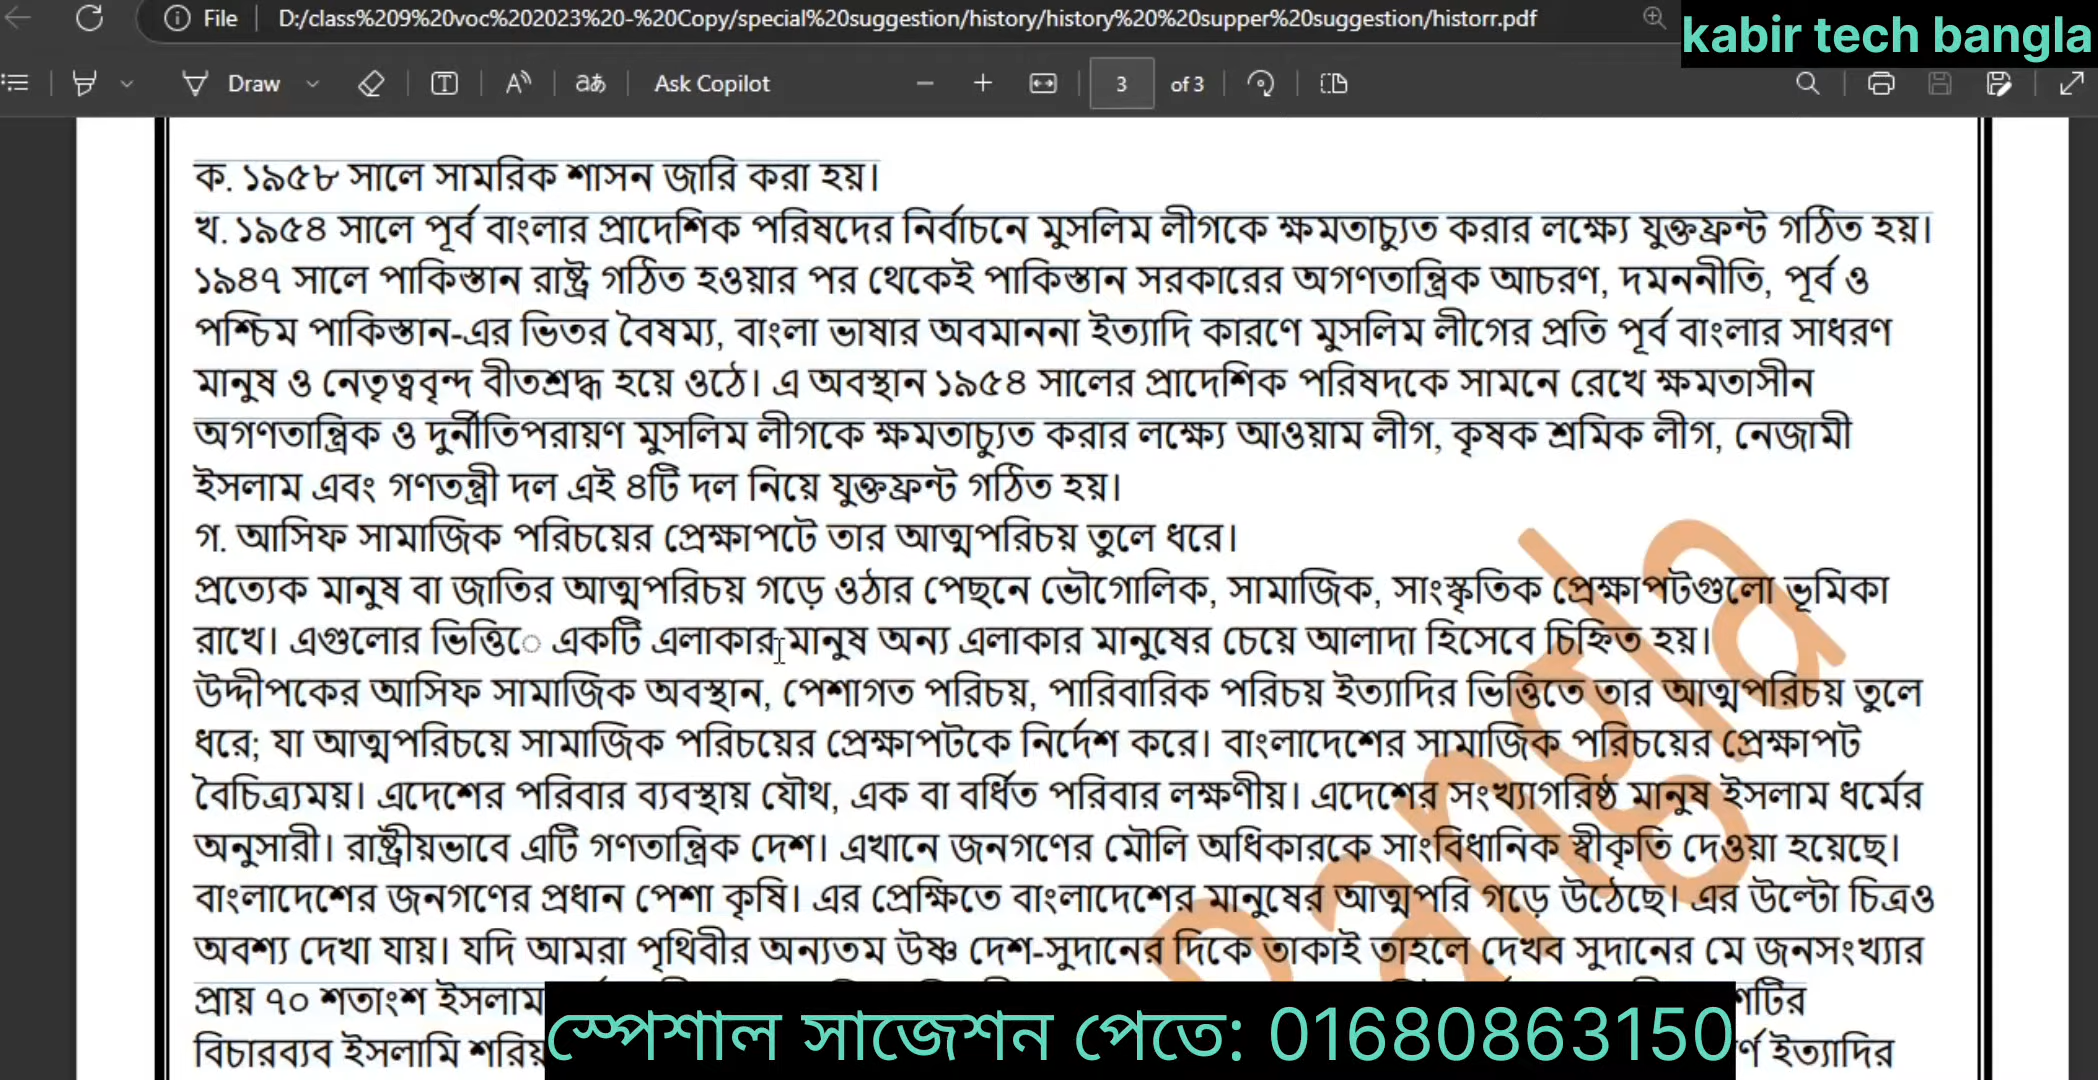 File D:/class%209%20voc%202023%20-%20Copy/special%20suggestion/history/history%20%20supper%20suggestion/historr.pdf
kabir tech bangla
Draw Ask Copilot 3 of 3
ক. ১৯৫৮ সালে সামরিক শাসন জারি করা হয়।
খ. ১৯৫৪ সালে পূর্ব বাংলার প্রাদেশিক পরিষদের নির্বাচনে মুসলিম লীগকে ক্ষমতাচ্যুত করার লক্ষ্যে যুক্তফ্রন্ট গঠিত হয়।
১৯৪৭ সালে পাকিস্তান রাষ্ট্র গঠিত হওয়ার পর থেকেই পাকিস্তান সরকারের অগণতান্ত্রিক আচরণ, দমননীতি, পূর্ব ও
পশ্চিম পাকিস্তান-এর ভিতর বৈষম্য, বাংলা ভাষার অবমাননা ইত্যাদি কারণে মুসলিম লীগের প্রতি পূর্ব বাংলার সাধরণ
মানুষ ও নেতৃত্ববৃন্দ বীতশ্রদ্ধ হয়ে ওঠে। এ অবস্থান ১৯৫৪ সালের প্রাদেশিক পরিষদকে সামনে রেখে ক্ষমতাসীন
অগণতান্ত্রিক ও দুর্নীতিপরায়ণ মুসলিম লীগকে ক্ষমতাচ্যুত করার লক্ষ্যে আওয়াম লীগ, কৃষক শ্রমিক লীগ, নেজামী
ইসলাম এবং গণতন্ত্রী দল এই ৪টি দল নিয়ে যুক্তফ্রন্ট গঠিত হয়।
গ. আসিফ সামাজিক পরিচয়ের প্রেক্ষাপটে তার আত্মপরিচয় তুলে ধরে।
প্রত্যেক মানুষ বা জাতির আত্মপরিচয় গড়ে ওঠার পেছনে ভৌগোলিক, সামাজিক, সাংস্কৃতিক প্রেক্ষাপটগুলো ভূমিকা
রাখে। এগুলোর ভিত্তিেে একটি এলাকার মানুষ অন্য এলাকার মানুষের চেয়ে আলাদা হিসেবে চিহ্নিত হয়।
উদ্দীপকের আসিফ সামাজিক অবস্থান, পেশাগত পরিচয়, পারিবারিক পরিচয় ইত্যাদির ভিত্তিতে তার আত্মপরিচয় তুলে
ধরে; যা আত্মপরিচয়ে সামাজিক পরিচয়ের প্রেক্ষাপটকে নির্দেশ করে। বাংলাদেশের সামাজিক পরিচয়ের প্রেক্ষাপট
বৈচিত্র্যময়। এদেশের পরিবার ব্যবস্থায় যৌথ, এক বা বর্ধিত পরিবার লক্ষণীয়। এদেশের সংখ্যাগরিষ্ঠ মানুষ ইসলাম ধর্মের
অনুসারী। রাষ্ট্রীয়ভাবে এটি গণতান্ত্রিক দেশ। এখানে জনগণের মৌলি অধিকারকে সাংবিধানিক স্বীকৃতি দেওয়া হয়েছে।
বাংলাদেশের জনগণের প্রধান পেশা কৃষি। এর প্রেক্ষিতে বাংলাদেশের মানুষের আত্মপরি গড়ে উঠেছে। এর উল্টো চিত্রও
অবশ্য দেখা যায়। যদি আমরা পৃথিবীর অন্যতম উষ্ণ দেশ-সুদানের দিকে তাকাই তাহলে দেখব সুদানের মে জনসংখ্যার
প্রায় ৭০ শতাংশ ইসলাম
বিচারব্যব ইসলামি ইত্যাদির
স্পেশাল সাজেশন পেতে: 01680863150